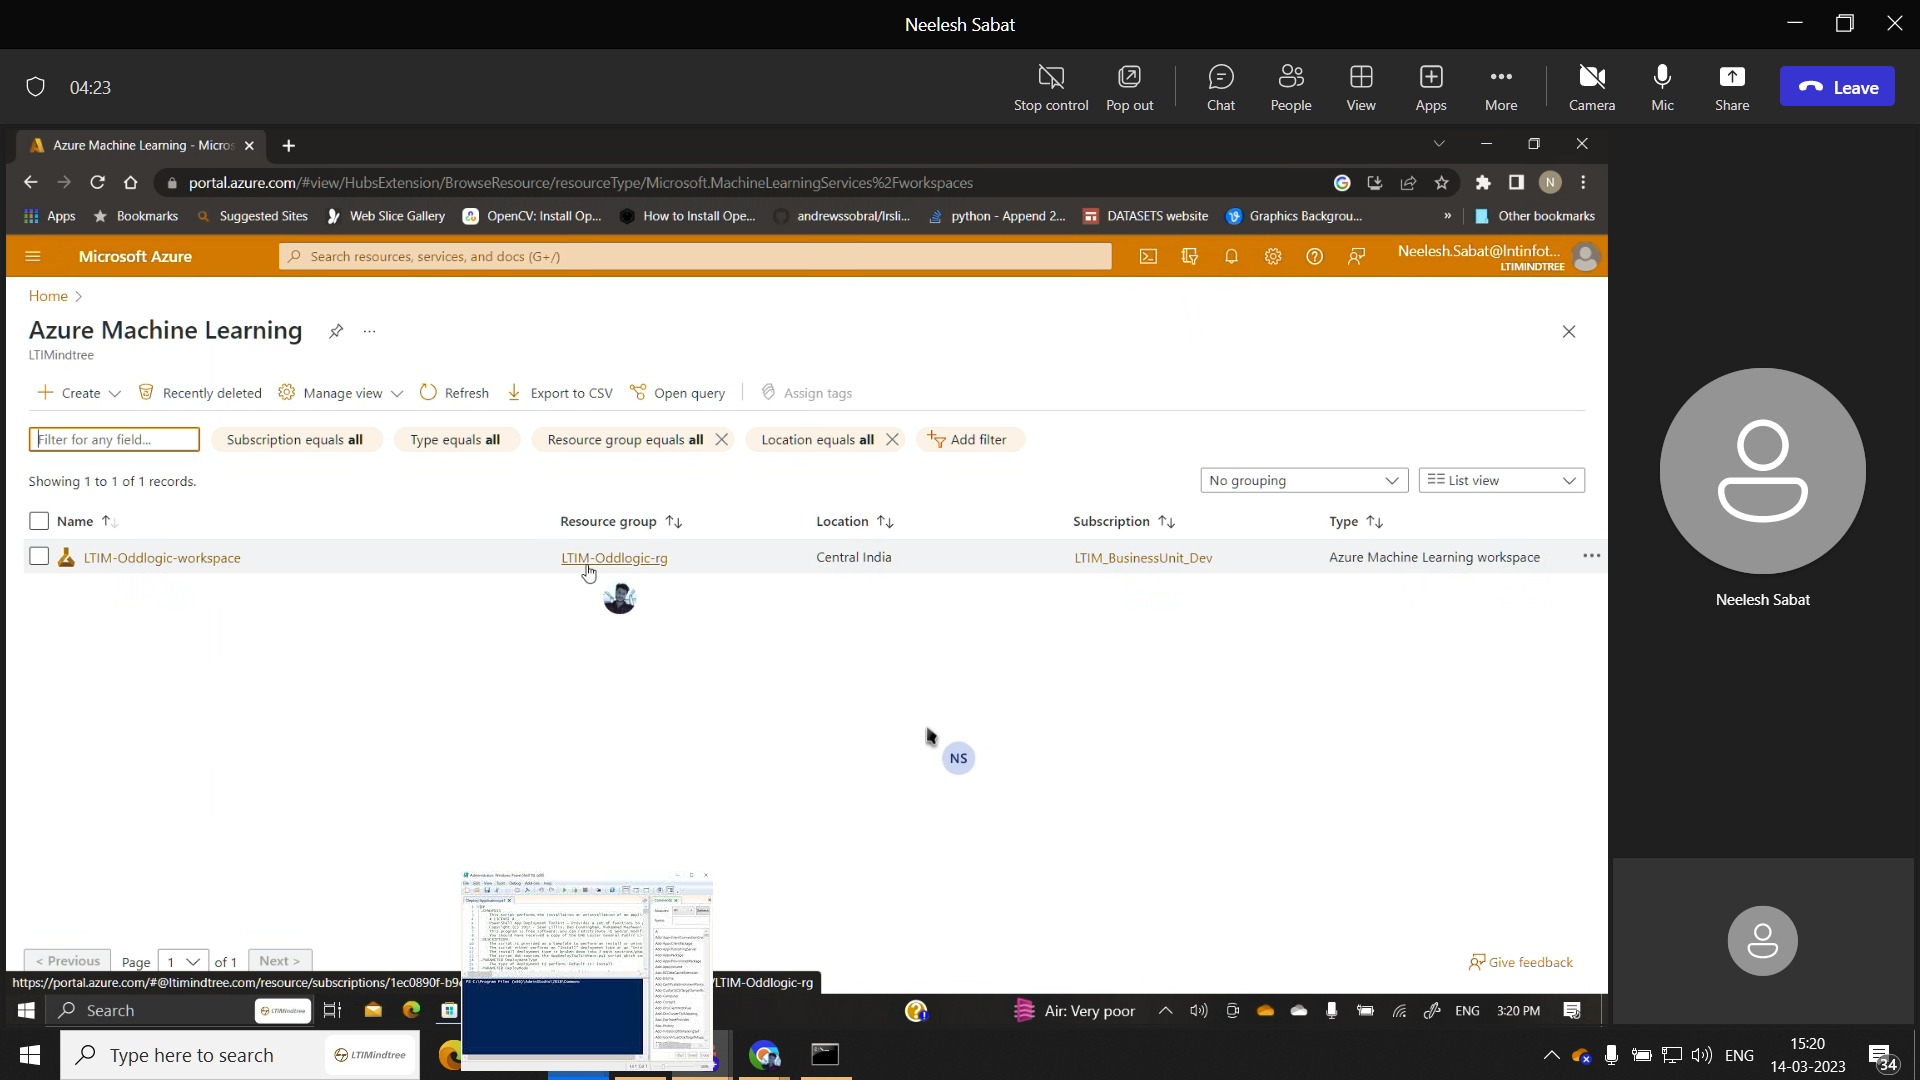 Neelesh Sabat
04:23
Stop control
Pop out
Chat
People
View
Apps
More
Camera
Mic
Share
Leave
Azure Machine Learning - Micros
portal.azure.com/#view/HubsExtension/BrowseResource/resourceType/Microsoft.MachineLearningServices%2Fworkspaces
N
Apps
Bookmarks
Suggested Sites
Web Slice Gallery
OpenCV: Install Op...
How to Install Ope...
andrewssobral/lrsli...
python - Append 2...
DATASETS website
Graphics Backgrou...
»
Other bookmarks
Microsoft Azure
Search resources, services, and docs (G+/)
Neelesh.Sabat@lntinfot...
LTIMINDTREE
Home >
Azure Machine Learning
LTIMindtree
Create
Recently deleted
Manage view
Refresh
Export to CSV
Open query
Assign tags
Filter for any field...
Subscription equals all
Type equals all
Resource group equals all
Location equals all
Add filter
Showing 1 to 1 of 1 records.
No grouping
List view
Name
Resource group
Location
Subscription
Type
LTIM-Oddlogic-workspace
LTIM-Oddlogic-rg
Central India
LTIM_BusinessUnit_Dev
Azure Machine Learning workspace
Neelesh Sabat
NS
< Previous
Page
1
of 1
Next >
Give feedback
https://portal.azure.com/#@ltimindtree.com/resource/subscriptions/1ec0890f-b9
/LTIM-Oddlogic-rg
Search
LTIMindtree
Air: Very poor
ENG
3:20 PM
Type here to search
LTIMindtree
ENG
15:20
14-03-2023
34